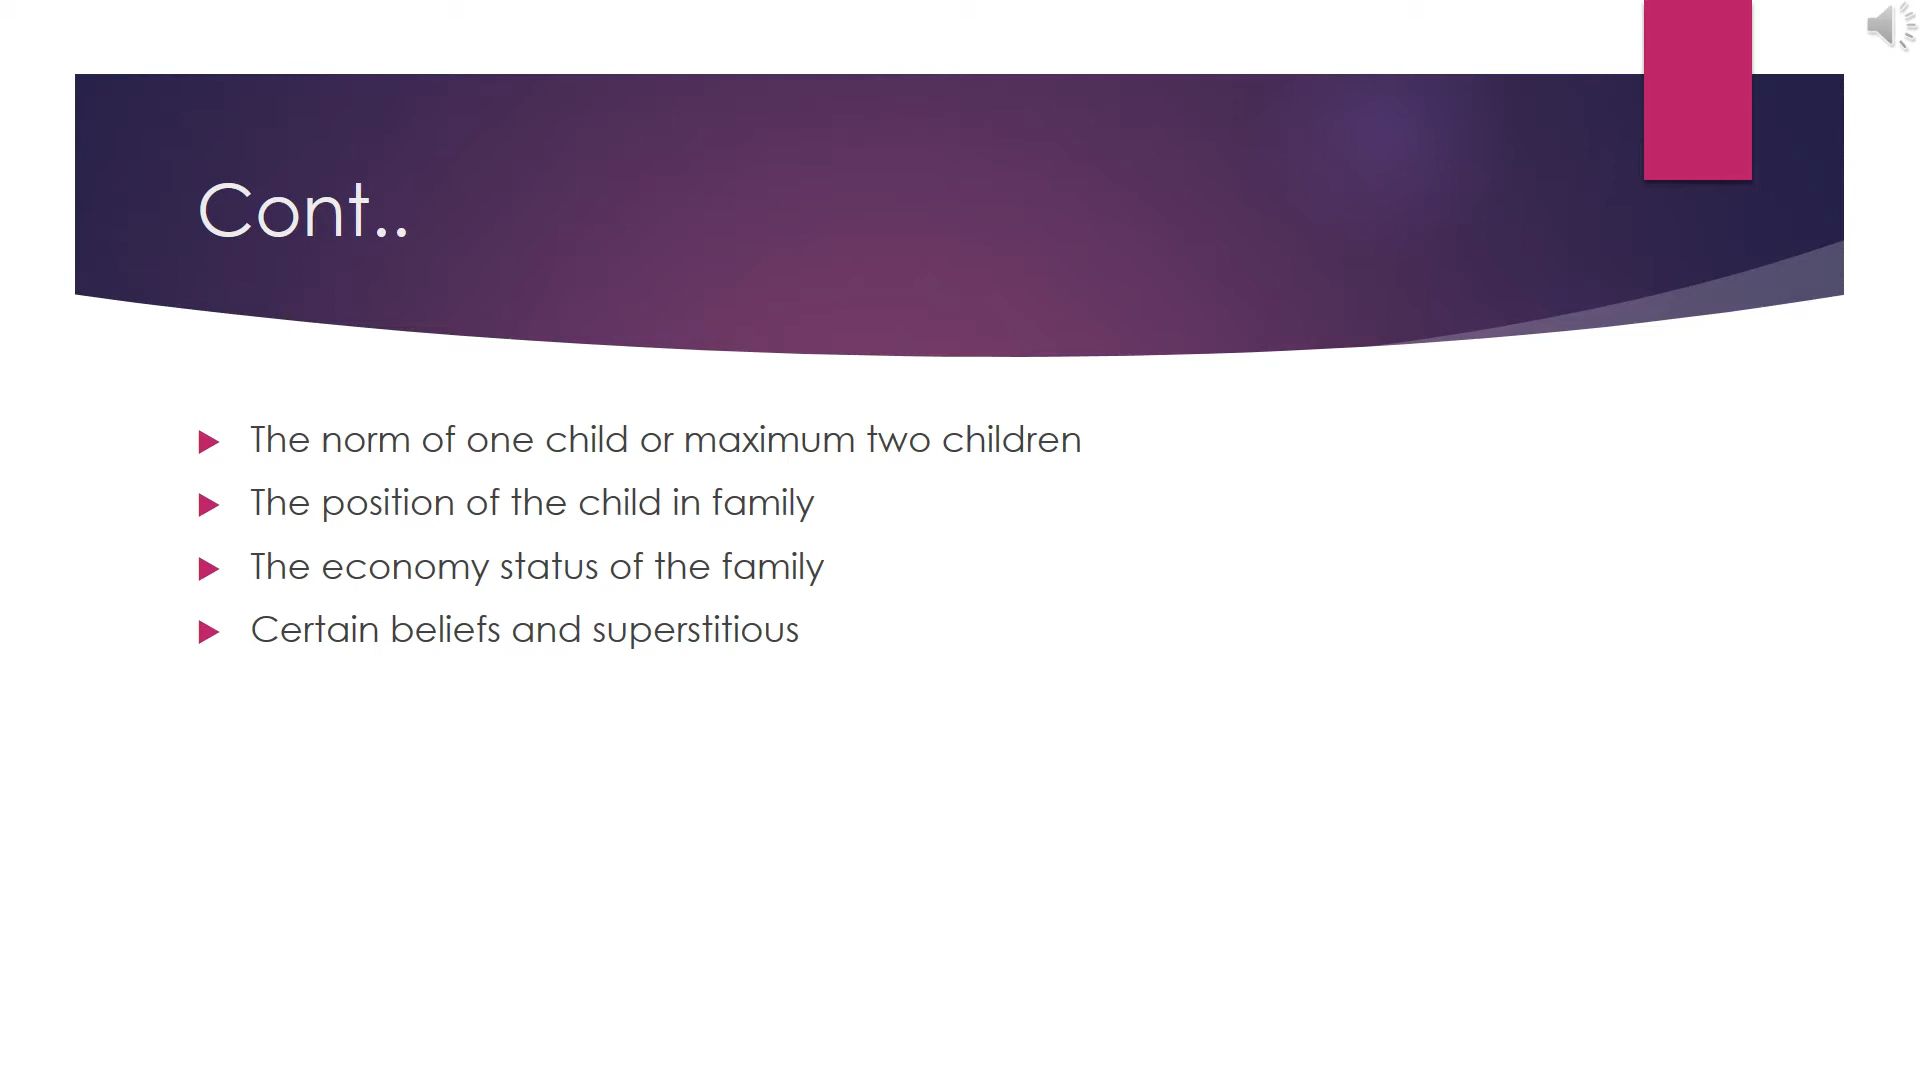 Cont..
The norm of one child or maximum two children
The position of the child in family
The economy status of the family
Certain beliefs and superstitious